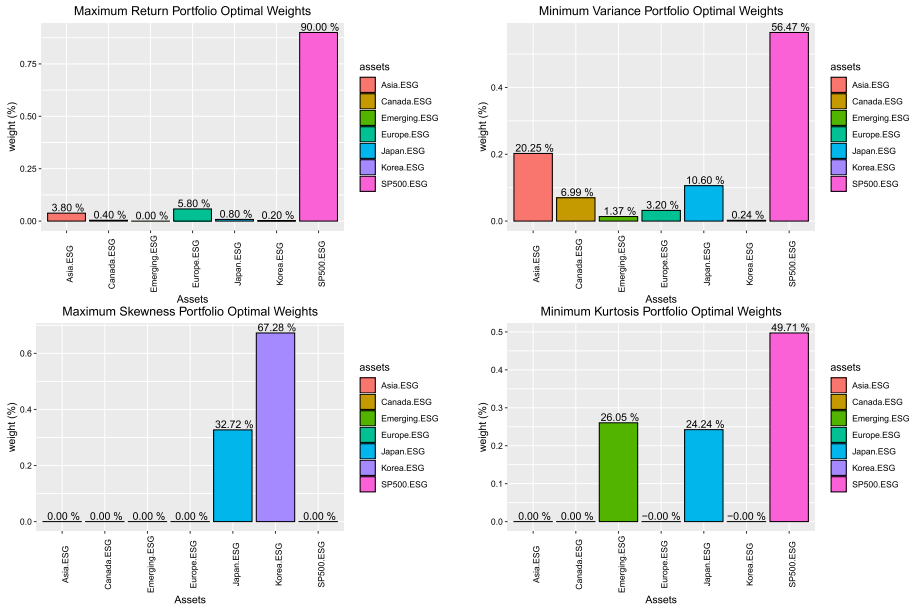 Maximum Return Portfolio Optimal Weights
90.00 %
0.75
0.50
0.25
0.00
weight (%)
3.80 %
0.40 %
0.00 %
5.80 %
0.80 %
0.20 %
Asia.ESG
Canada.ESG
Emerging.ESG
Europe.ESG
Japan.ESG
Korea.ESG
SP500.ESG
Assets
assets
Asia.ESG
Canada.ESG
Emerging.ESG
Europe.ESG
Japan.ESG
Korea.ESG
SP500.ESG
Minimum Variance Portfolio Optimal Weights
56.47 %
0.4
0.2
0.0
weight (%)
20.25 %
6.99 %
1.37 %
3.20 %
10.60 %
0.24 %
Asia.ESG
Canada.ESG
Emerging.ESG
Europe.ESG
Japan.ESG
Korea.ESG
SP500.ESG
Assets
assets
Asia.ESG
Canada.ESG
Emerging.ESG
Europe.ESG
Japan.ESG
Korea.ESG
SP500.ESG
Maximum Skewness Portfolio Optimal Weights
67.28 %
0.6
0.4
0.2
0.0
weight (%)
32.72 %
0.00 %
0.00 %
0.00 %
0.00 %
0.00 %
Asia.ESG
Canada.ESG
Emerging.ESG
Europe.ESG
Japan.ESG
Korea.ESG
SP500.ESG
Assets
assets
Asia.ESG
Canada.ESG
Emerging.ESG
Europe.ESG
Japan.ESG
Korea.ESG
SP500.ESG
Minimum Kurtosis Portfolio Optimal Weights
49.71 %
0.5
0.4
0.3
0.2
0.1
0.0
weight (%)
26.05 %
24.24 %
0.00 %
0.00 %
−0.00 %
−0.00 %
Asia.ESG
Canada.ESG
Emerging.ESG
Europe.ESG
Japan.ESG
Korea.ESG
SP500.ESG
Assets
assets
Asia.ESG
Canada.ESG
Emerging.ESG
Europe.ESG
Japan.ESG
Korea.ESG
SP500.ESG